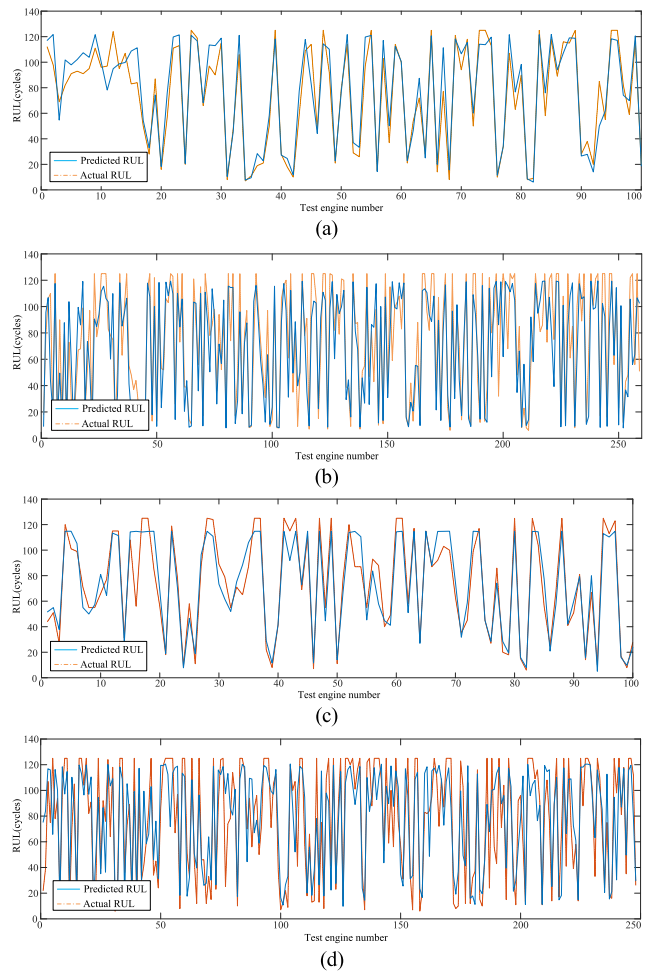 140
120
100
80
60
40
20
0
RUL(cycles)
Predicted RUL
Actual RUL
0 10 20 30 40 50 60 70 80 90 100
Test engine number
(a)
140
120
100
80
60
40
20
0
RUL(cycles)
Predicted RUL
Actual RUL
50 100 150 200 250
Test engine number
(b)
140
120
100
80
60
40
20
0
RUL(cycles)
Predicted RUL
Actual RUL
0 10 20 30 40 50 60 70 80 90 100
Test engine number
(c)
140
120
100
80
60
40
20
0
RUL(cycles)
Predicted RUL
Actual RUL
0 50 100 150 200 250
Test engine number
(d)